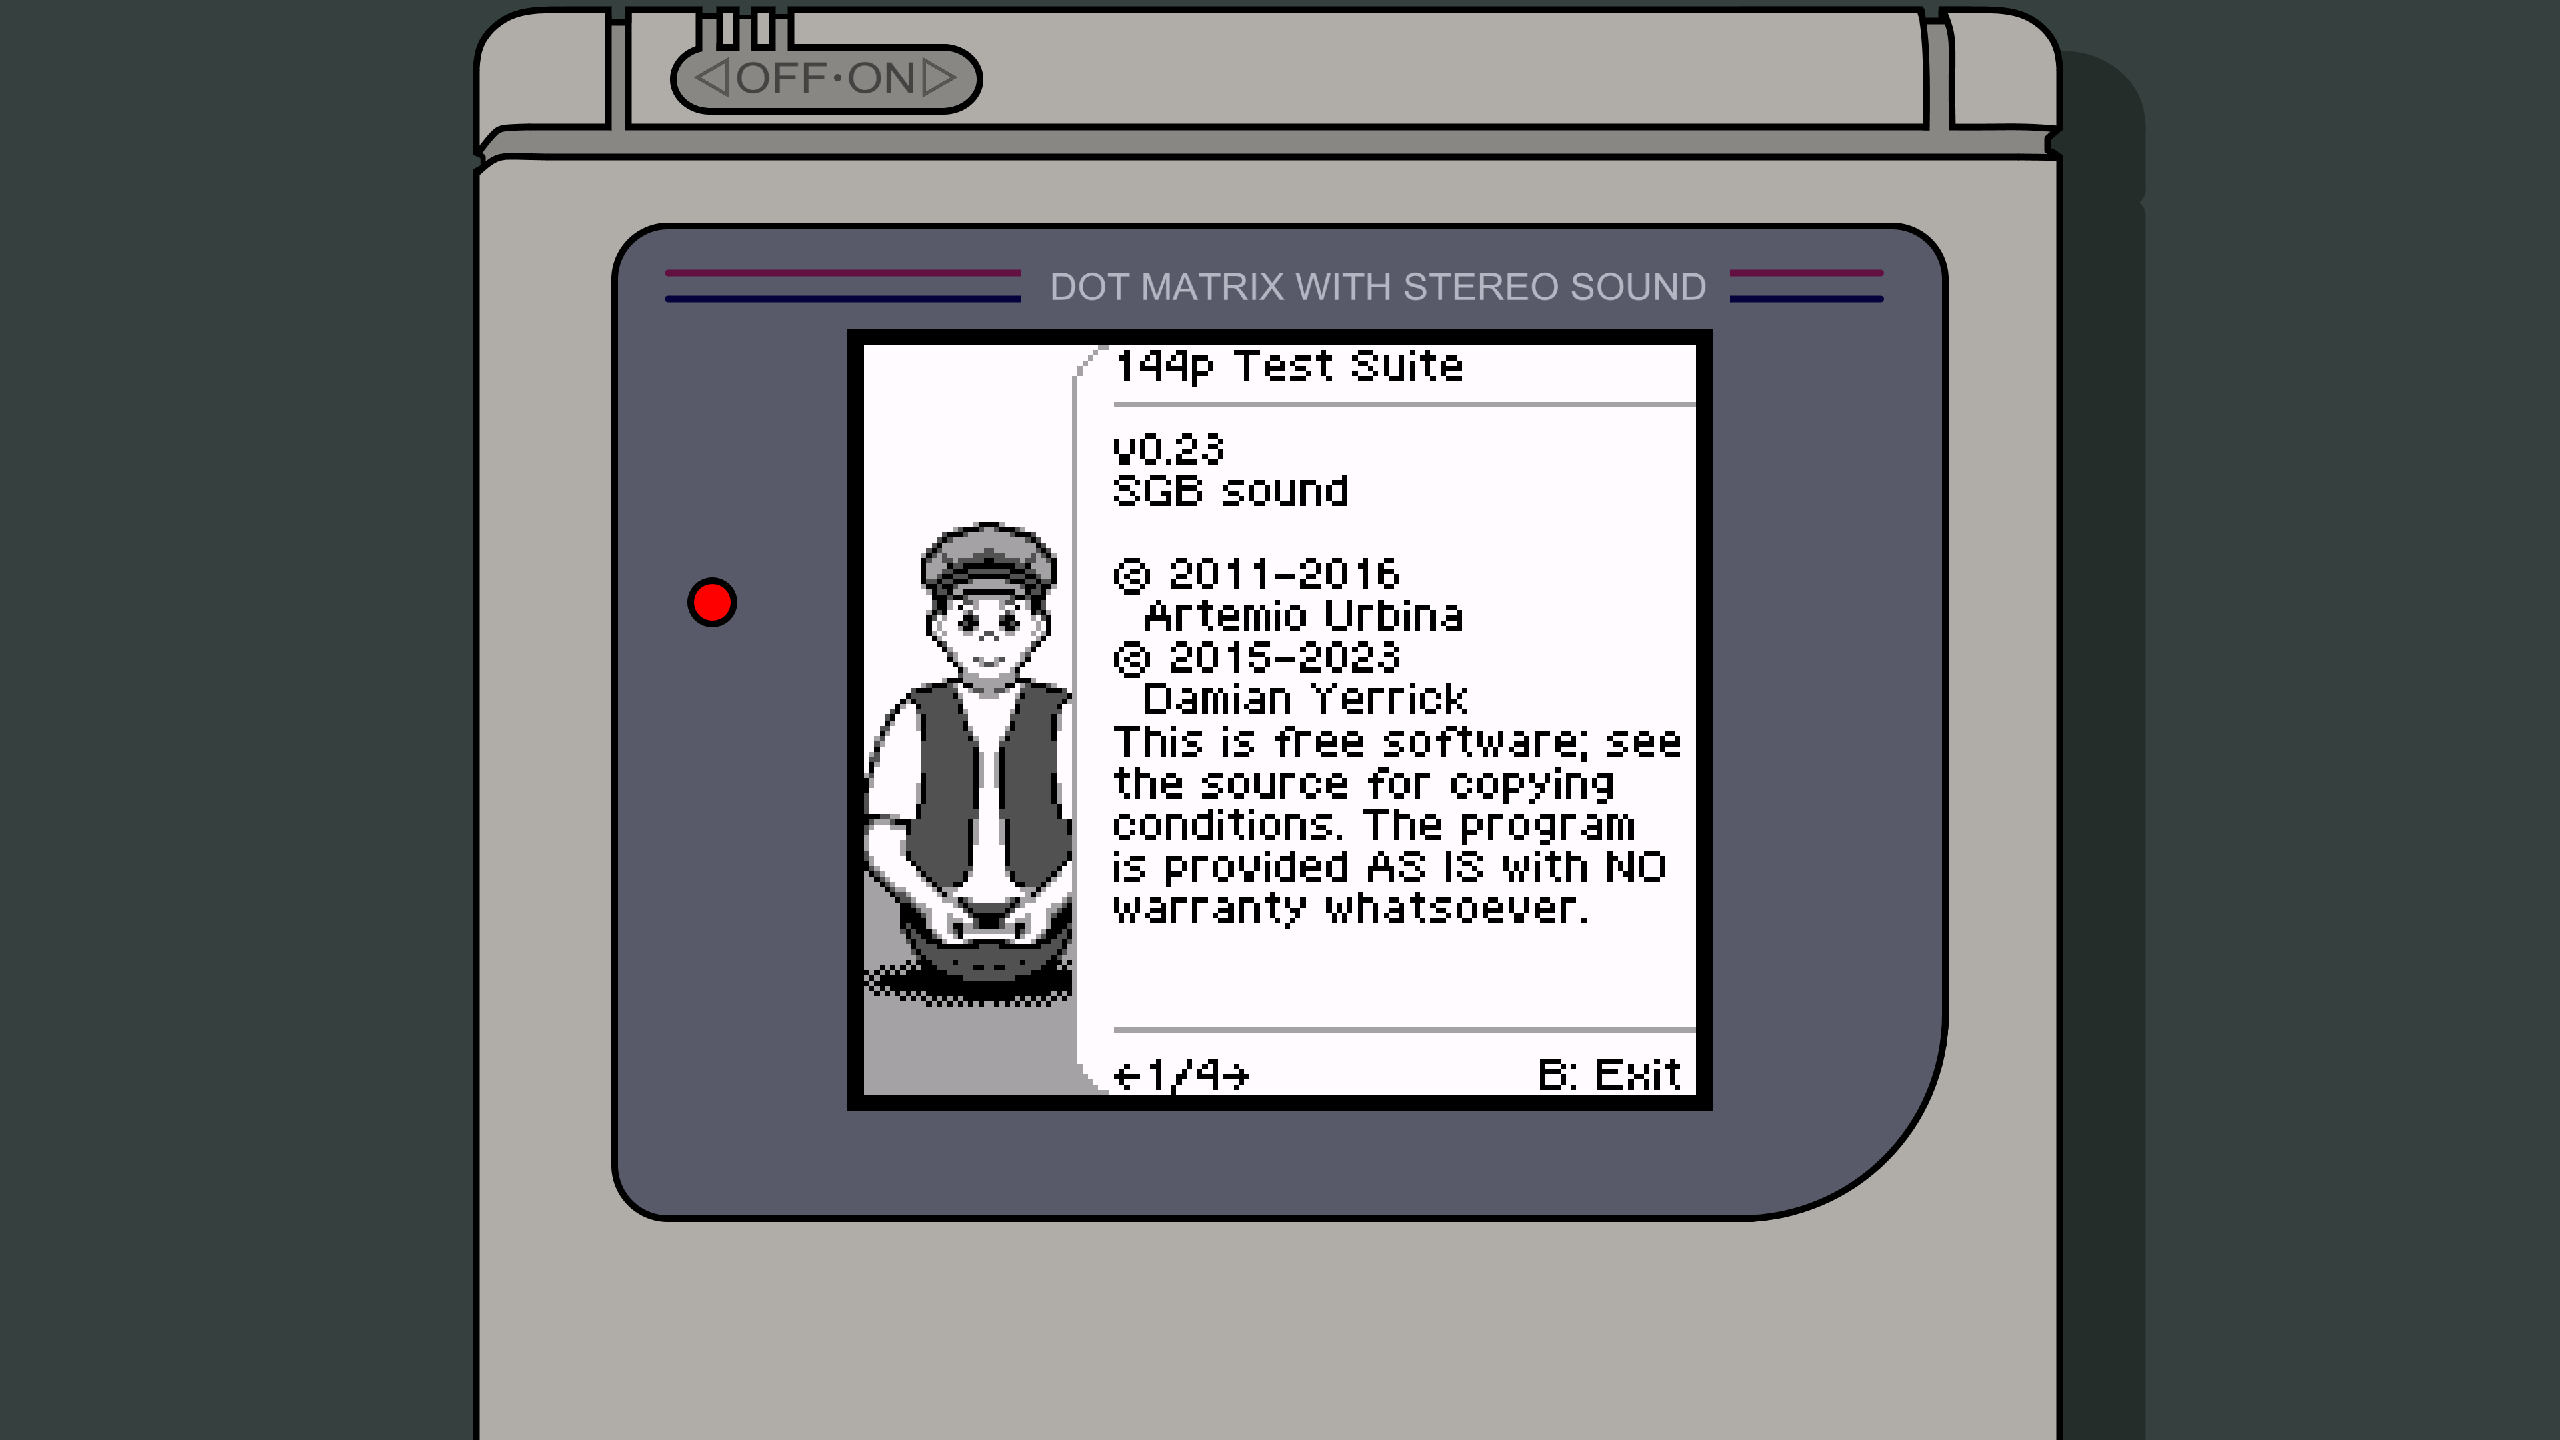 ◁OFF·ON▷
DOT MATRIX WITH STEREO SOUND
144p Test Suite
v0.23
SGB sound
© 2011-2016
Artemio Urbina
© 2015-2023
Damian Yerrick
This is free software; see
the source for copying
conditions. The program
is provided AS IS with NO
warranty whatsoever.
←1/4→ B: Exit